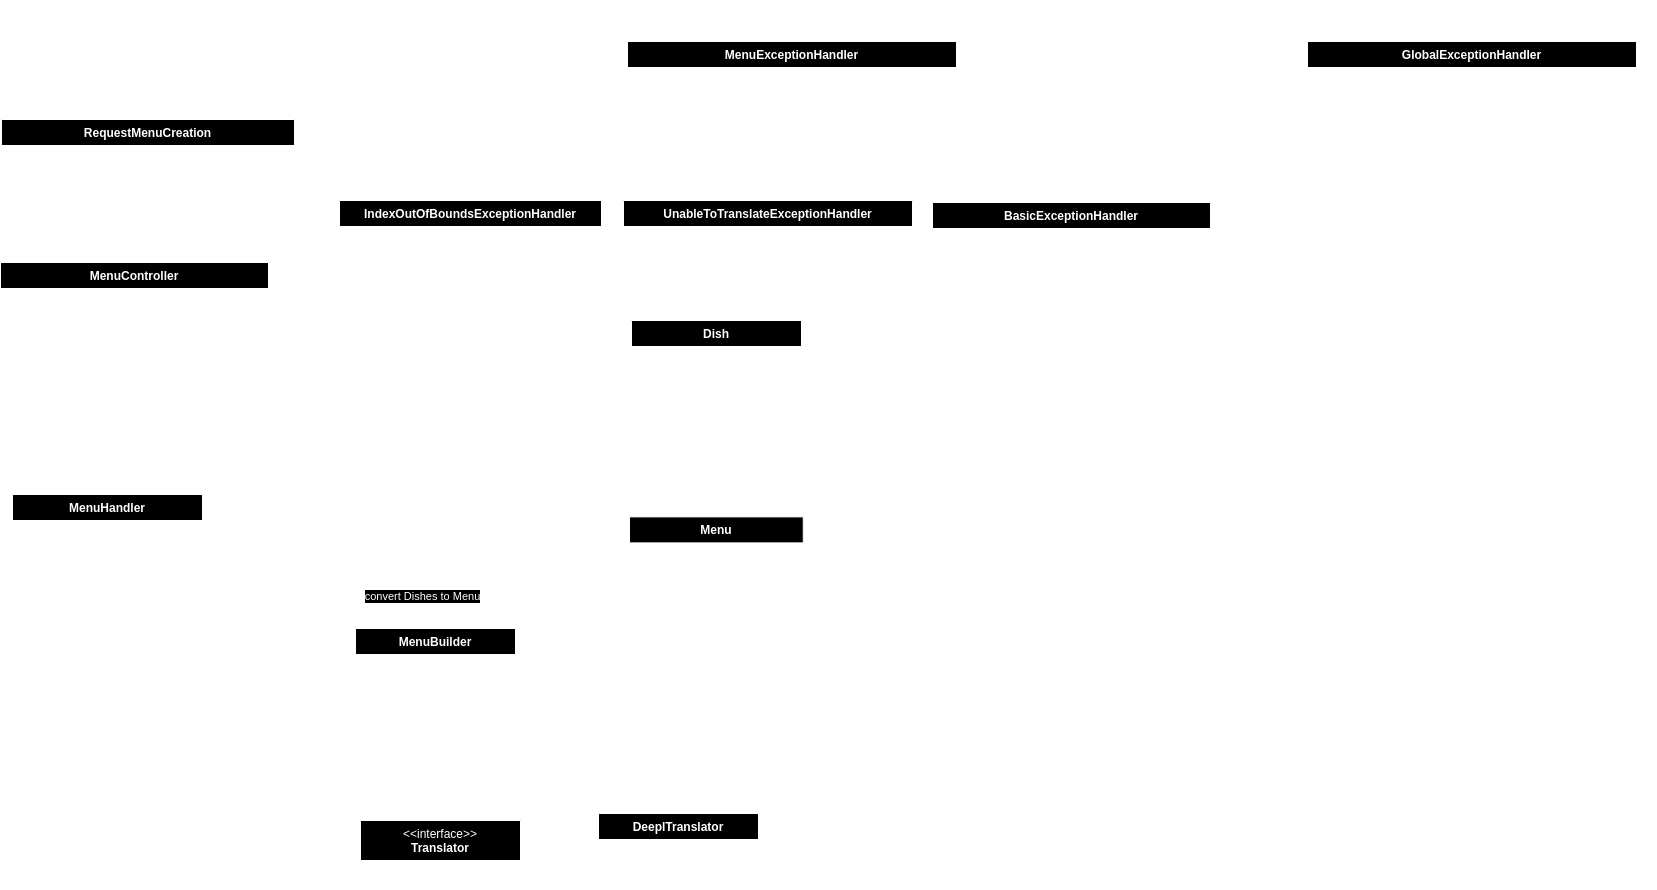 MenuExceptionHandler
GlobalExceptionHandler
RequestMenuCreation
IndexOutOfBoundsExceptionHandler
UnableToTranslateExceptionHandler
BasicExceptionHandler
MenuController
Dish
MenuHandler
Menu
convert Dishes to Menu
MenuBuilder
DeeplTranslator
<<interface>>
Translator